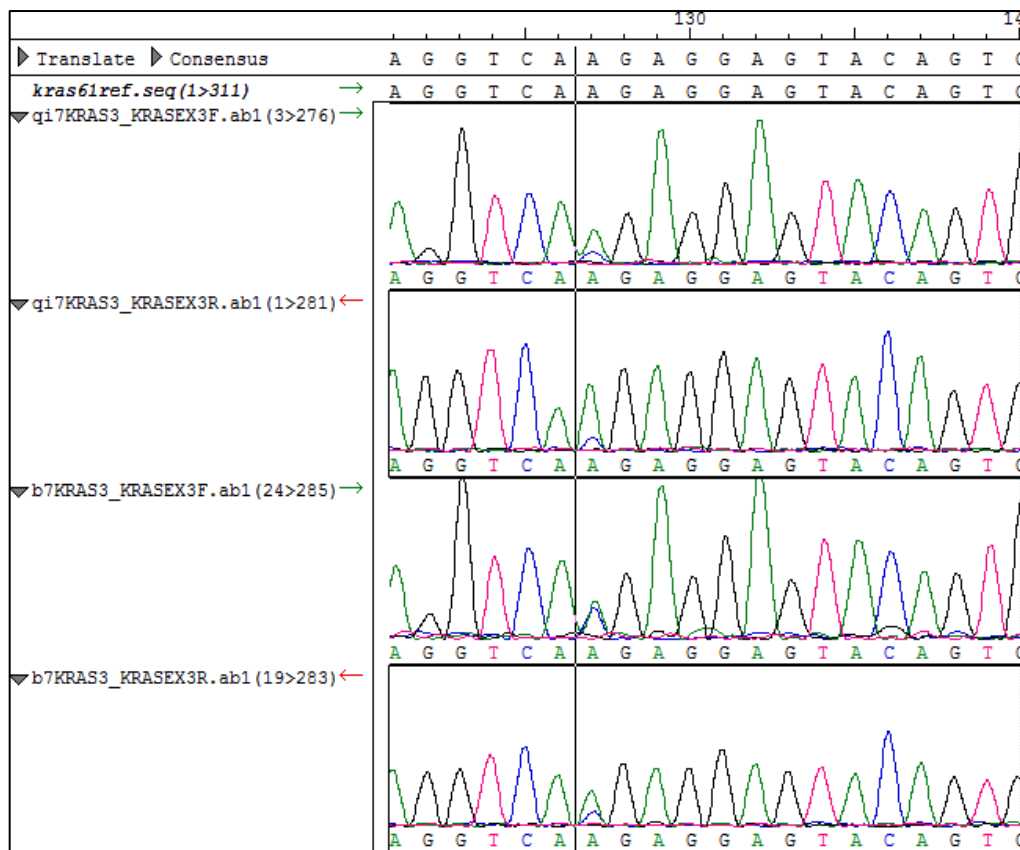 130 14
Translate Consensus A G G T C A A G A G G A G T A C A G T C
kras61ref.seq(1>311) → A G G T C A A G A G G A G T A C A G T C
qi7KRAS3_KRASEX3F.ab1(3>276) →
A G G T C A A G A G G A G T A C A G T C
qi7KRAS3_KRASEX3R.ab1(1>281) ←
A G G T C A A G A G G A G T A C A G T C
b7KRAS3_KRASEX3F.ab1(24>285) →
A G G T C A A G A G G A G T A C A G T C
b7KRAS3_KRASEX3R.ab1(19>283) ←
A G G T C A A G A G G A G T A C A G T C